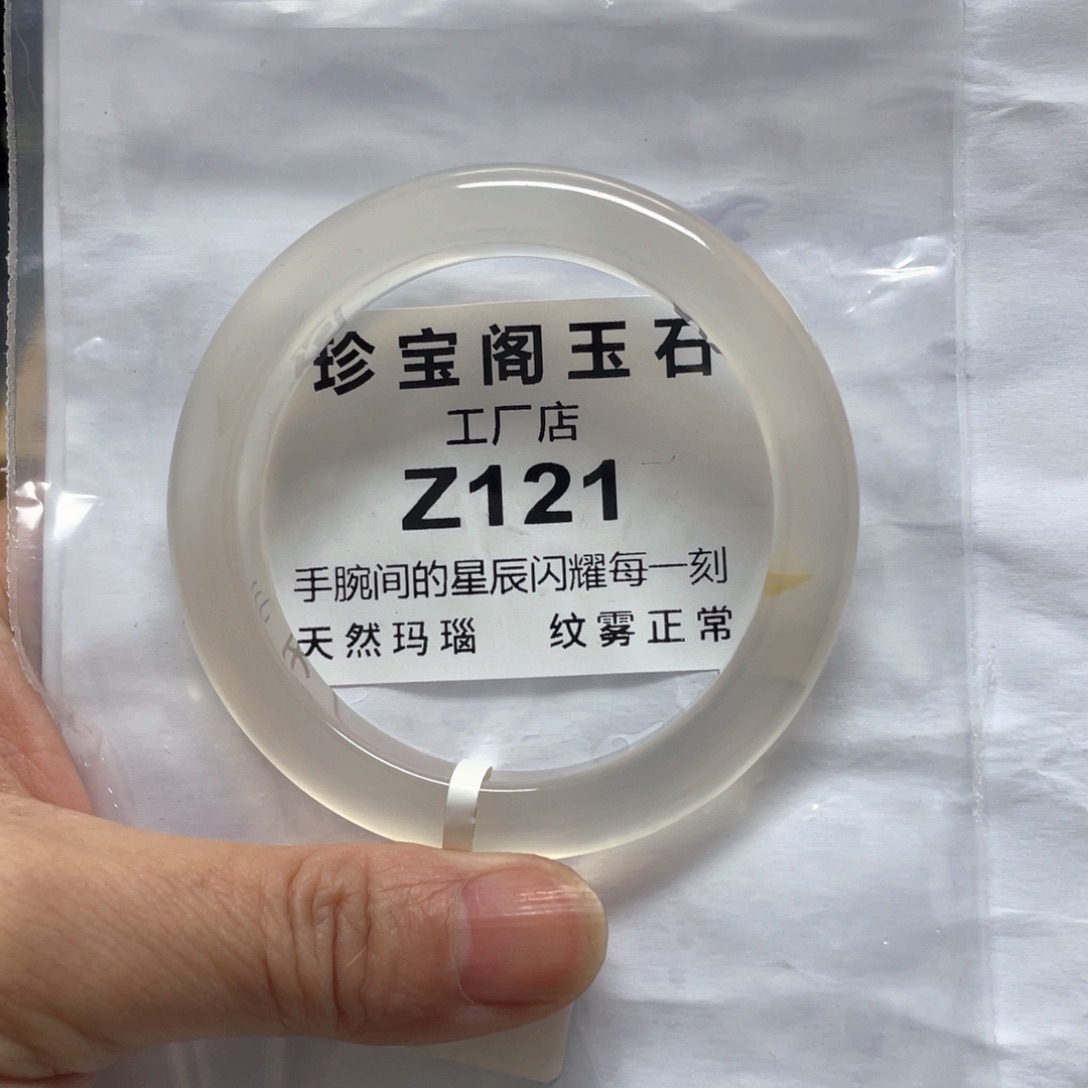 珍宝阁玉石
工厂店
Z121
手腕间的星辰闪耀每一刻
天然玛瑙 纹雾正常